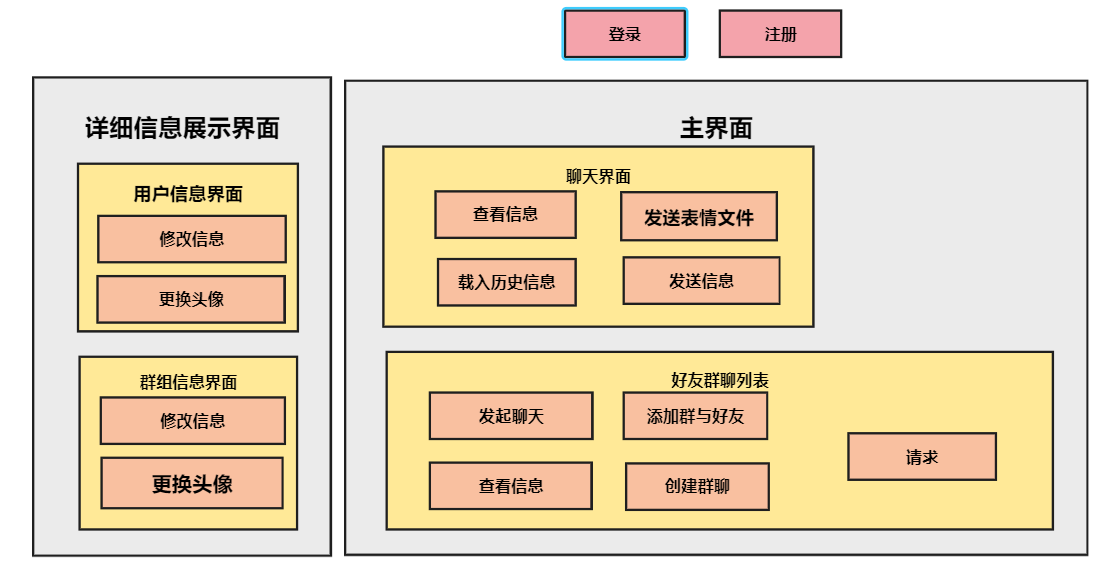 登录
注册
详细信息展示界面
用户信息界面
修改信息
更换头像
群组信息界面
修改信息
更换头像
主界面
聊天界面
查看信息
发送表情文件
载入历史信息
发送信息
好友群聊列表
发起聊天
添加群与好友
请求
查看信息
创建群聊